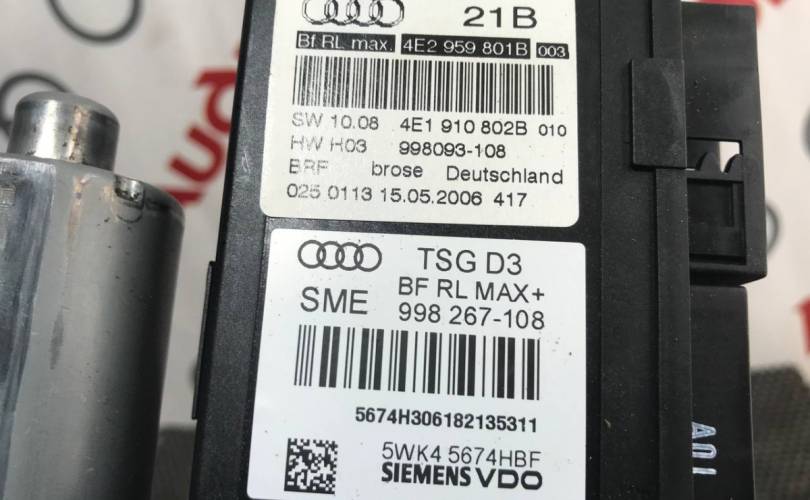 21B
Bf RL max. 4E2 959 801B 003
SW 10.08 4E1 910 802B 010
HW H03 998093-108
BRF brose Deutschland
025 0113 15.05.2006 417
TSG D3
BF RL MAX+
SME 998 267-108
5674H306182135311
5WK4 5674HBF
SIEMENS VDO
Audi
A01